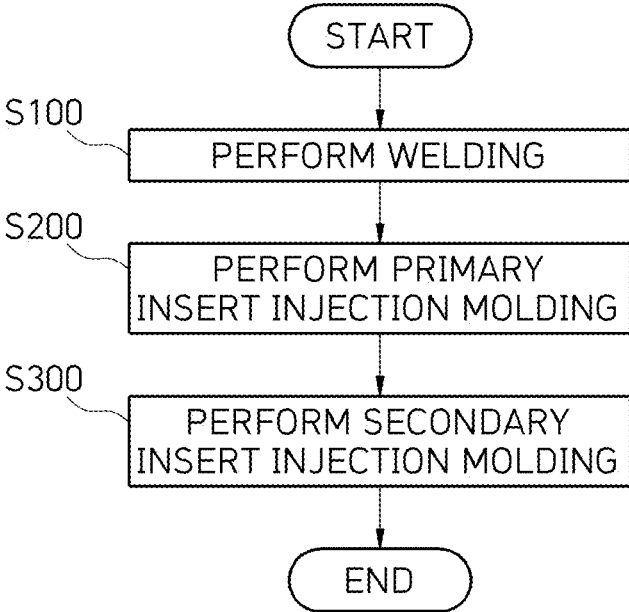 START
S100
PERFORM WELDING
S200
PERFORM PRIMARY
INSERT INJECTION MOLDING
S300
PERFORM SECONDARY
INSERT INJECTION MOLDING
END